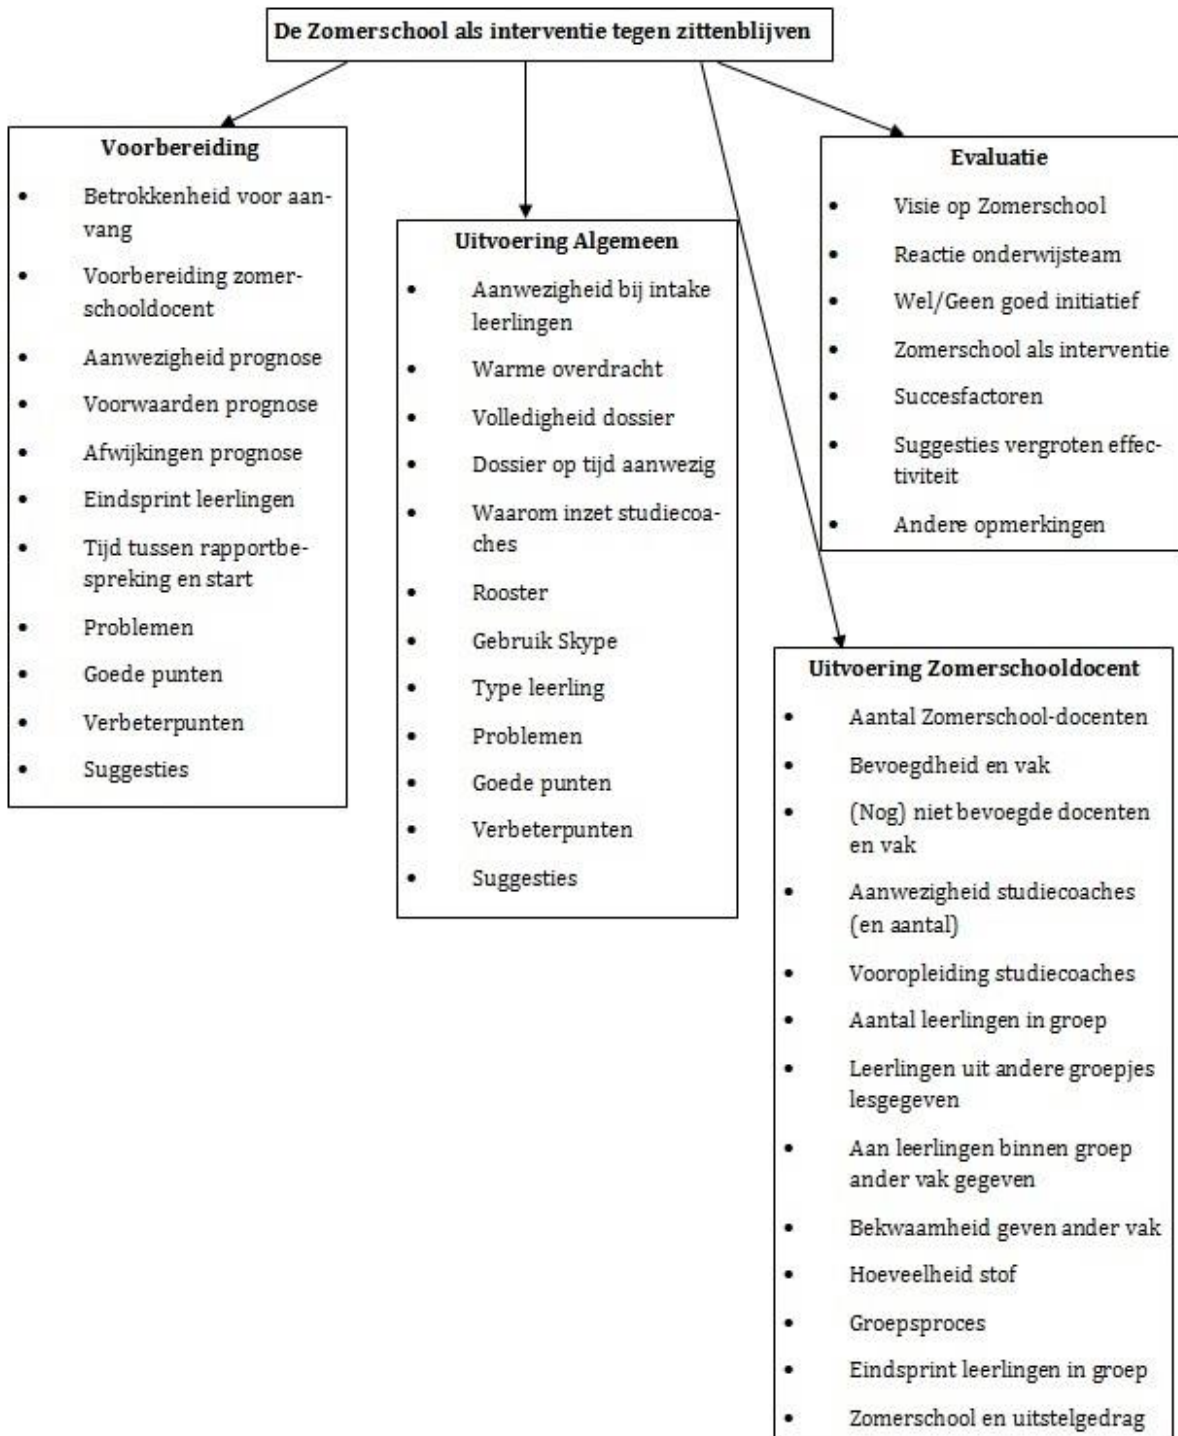 De Zomerschool als interventie tegen zittenblijven
Voorbereiding
• Betrokkenheid voor aan-
vang
• Voorbereiding zomer-
schooldocent
• Aanwezigheid prognose
• Voorwaarden prognose
• Afwijkingen prognose
• Eindsprint leerlingen
• Tijd tussen rapportbe-
spreking en start
• Problemen
• Goede punten
• Verbeterpunten
• Suggesties
Uitvoering Algemeen
• Aanwezigheid bij intake
leerlingen
• Warme overdracht
• Volledigheid dossier
• Dossier op tijd aanwezig
• Waarom inzet studiecoa-
ches
• Rooster
• Gebruik Skype
• Type leerling
• Problemen
• Goede punten
• Verbeterpunten
• Suggesties
Evaluatie
• Visie op Zomerschool
• Reactie onderwijsteam
• Wel/Geen goed initiatief
• Zomerschool als interventie
• Succesfactoren
• Suggesties vergroten effec-
tiviteit
• Andere opmerkingen
Uitvoering Zomerschooldocent
• Aantal Zomerschool-docenten
• Bevoegdheid en vak
• (Nog) niet bevoegde docenten
en vak
• Aanwezigheid studiecoaches
(en aantal)
• Vooropleiding studiecoaches
• Aantal leerlingen in groep
• Leerlingen uit andere groepjes
lesgegeven
• Aan leerlingen binnen groep
ander vak gegeven
• Bekwaamheid geven ander vak
• Hoeveelheid stof
• Groepsproces
• Eindsprint leerlingen in groep
• Zomerschool en uitstelgedrag